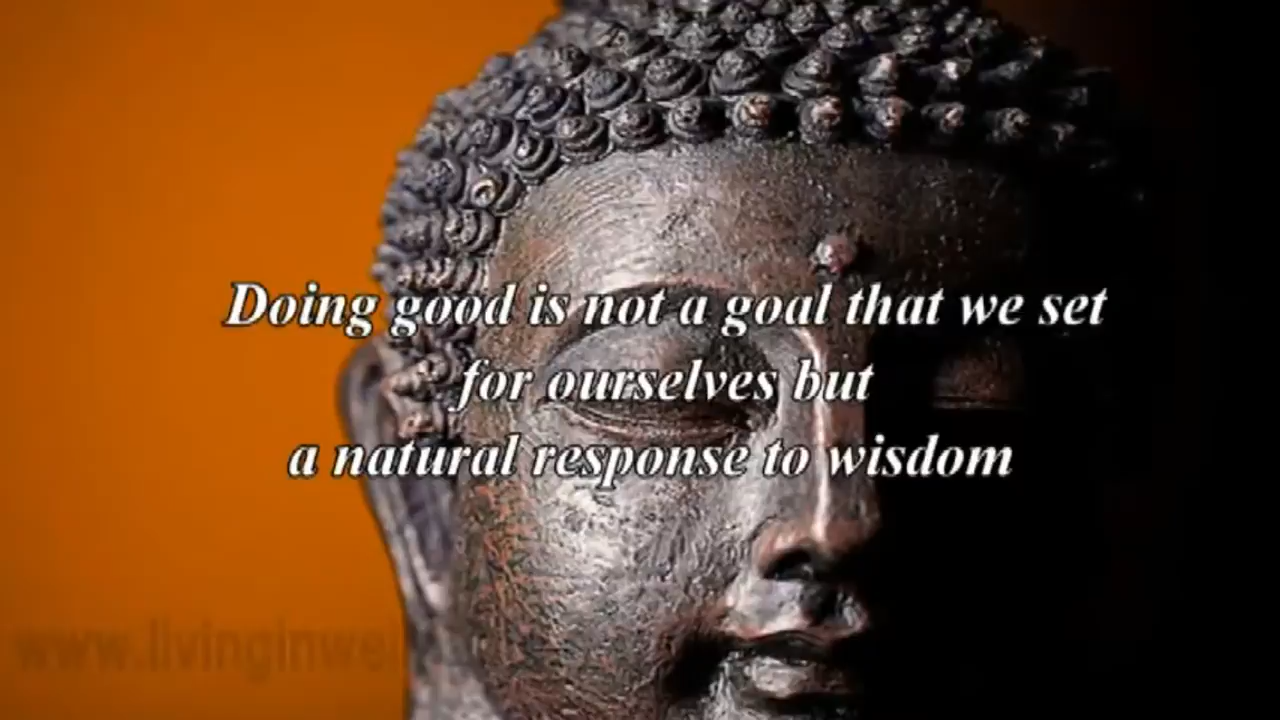 Doing good is not a goal that we set
for ourselves but
a natural response to wisdom